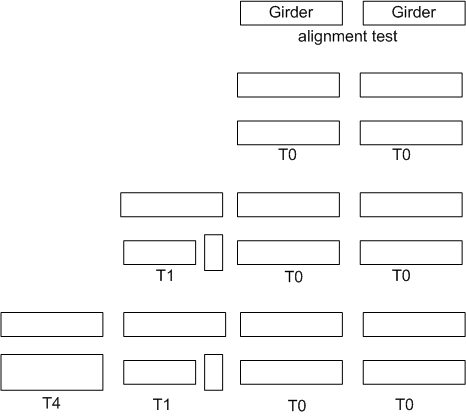 Girder Girder
alignment test
T0 T0
T1 T0 T0
T4 T1 T0 T0